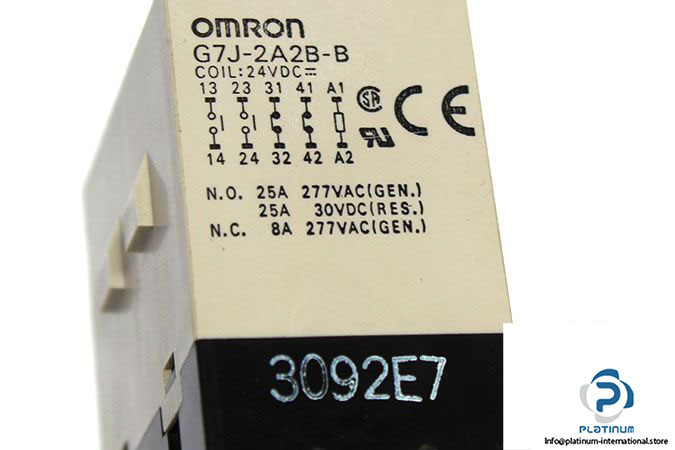 OMRON
G7J-2A2B-B
COIL:24VDC⎓
13 23 31 41 A1
14 24 32 42 A2
N.O. 25A 277VAC(GEN.)
25A 30VDC(RES.)
N.C. 8A 277VAC(GEN.)
3092E7
PLATINUM
Info@platinum-international.store